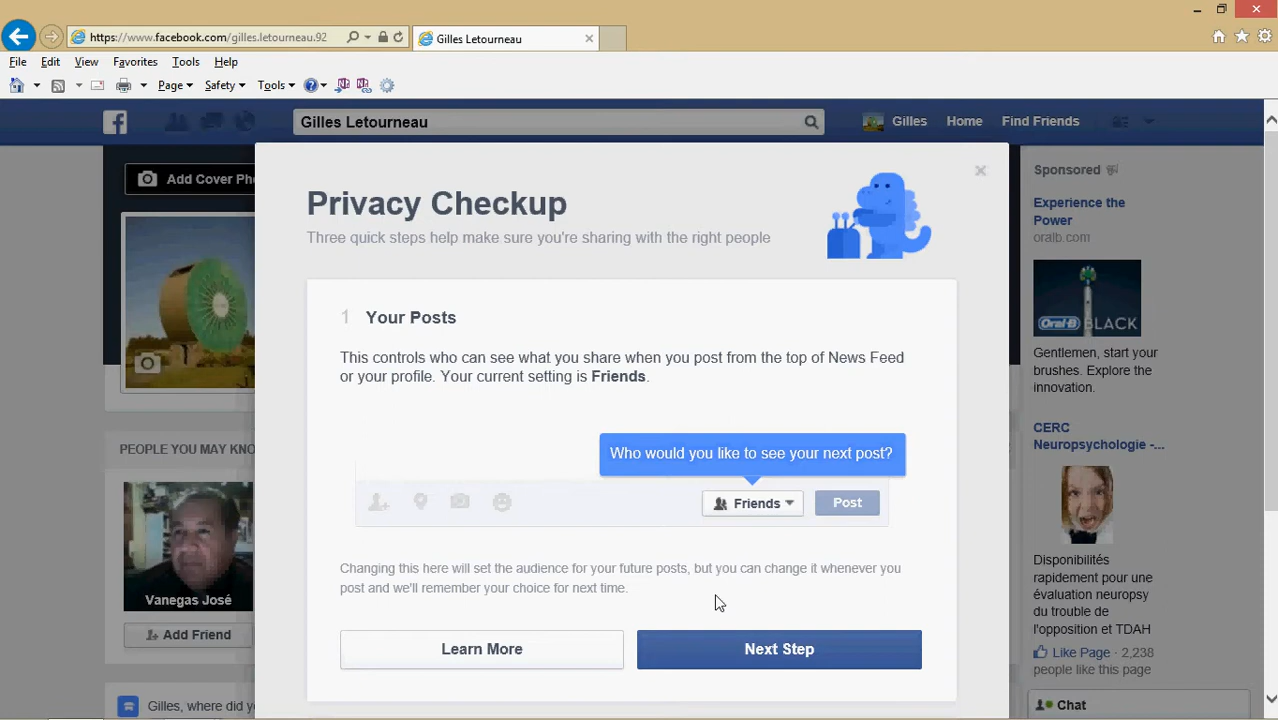 https://www.facebook.com/gilles.letourneau.92
Gilles Letourneau
File Edit View Favorites Tools Help
Page Safety Tools
Gilles Letourneau
Gilles Home Find Friends
Add Cover Pho
Privacy Checkup
Three quick steps help make sure you're sharing with the right people
1 Your Posts
This controls who can see what you share when you post from the top of News Feed
or your profile. Your current setting is Friends.
Who would you like to see your next post?
Friends Post
Changing this here will set the audience for your future posts, but you can change it whenever you
post and we'll remember your choice for next time.
Learn More Next Step
PEOPLE YOU MAY KNO
Vanegas José
Add Friend
Gilles, where did yo
Sponsored
Experience the
Power
oralb.com
Oral-B BLACK
Gentlemen, start your
brushes. Explore the
innovation.
CERC
Neuropsychologie -...
Disponibilités
rapidement pour une
évaluation neuropsy
du trouble de
l'opposition et TDAH
Like Page · 2,238
people like this page
Chat